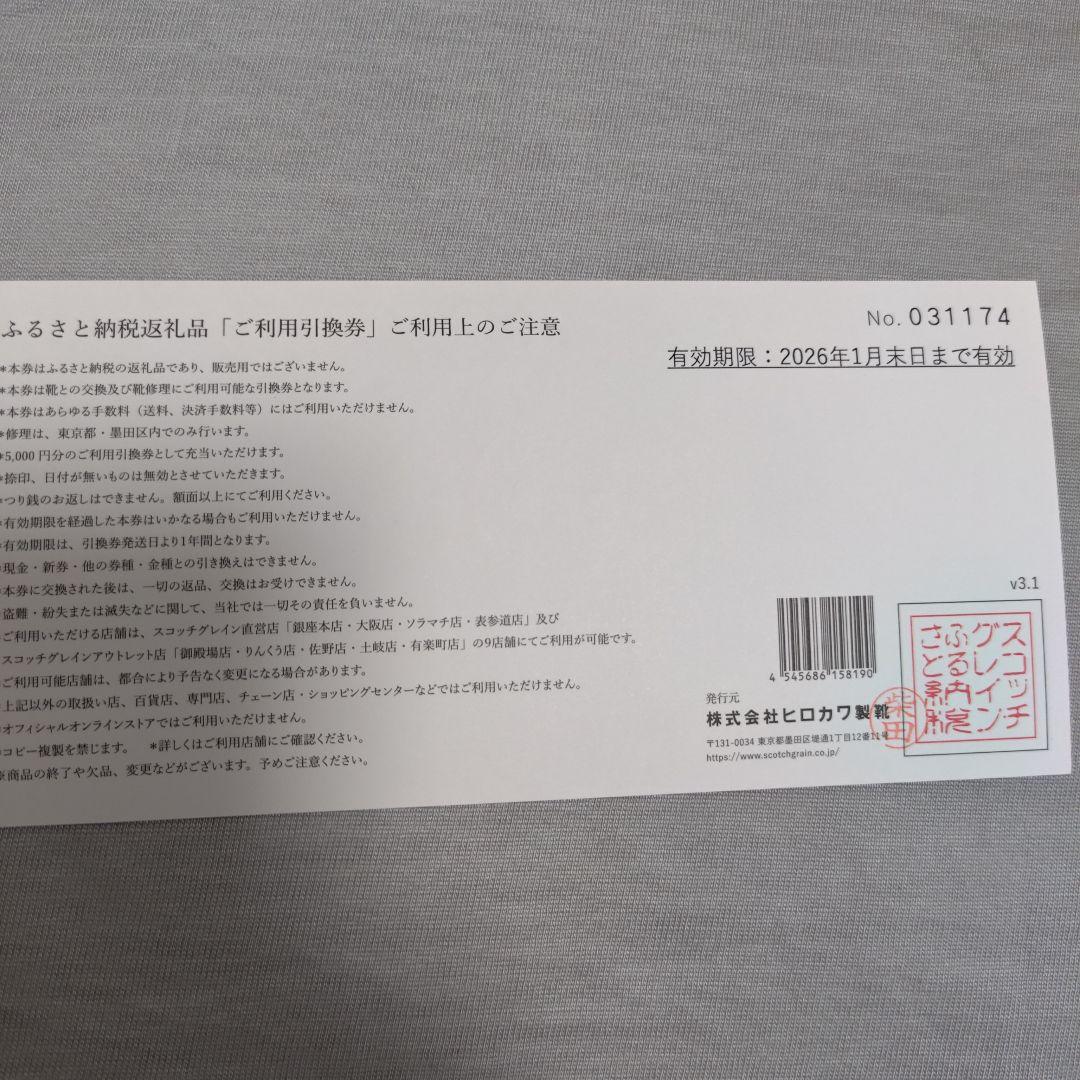 ふるさと納税返礼品「ご利用引換券」ご利用上のご注意
No. 031174
有効期限：2026年1月末日まで有効
＊本券はふるさと納税の返礼品であり、販売用ではございません。
＊本券は靴との交換及び靴修理にご利用可能な引換券となります。
＊本券はあらゆる手数料（送料、決済手数料等）にはご利用いただけません。
＊修理は、東京都・墨田区内でのみ行います。
＊5,000 円分のご利用引換券として充当いただけます。
＊捺印、日付が無いものは無効とさせていただきます。
＊つり銭のお返しはできません。額面以上にてご利用ください。
＊有効期限を経過した本券はいかなる場合もご利用いただけません。
＊有効期限は、引換券発送日より1年間となります。
＊現金・新券・他の券種・金種との引き換えはできません。
＊本券に交換された後は、一切の返品、交換はお受けできません。
＊盗難・紛失または滅失などに関して、当社では一切その責任を負いません。
ご利用いただける店舗は、スコッチグレイン直営店「銀座本店・大阪店・ソラマチ店・表参道店」及び
スコッチグレインアウトレット店「御殿場店・りんくう店・佐野店・土岐店・有楽町店」の9店舗にてご利用が可能です。
ご利用可能店舗は、都合により予告なく変更になる場合があります。
＊上記以外の取扱い店、百貨店、専門店、チェーン店・ショッピングセンターなどではご利用いただけません。
＊オフィシャルオンラインストアではご利用いただけません。
＊コピー複製を禁じます。 ＊詳しくはご利用店舗にご確認ください。
※商品の終了や欠品、変更などがございます。予めご注意ください。
v3.1
4 545686 158190
発行元
株式会社ヒロカワ製靴
〒131-0034 東京都墨田区堤通1丁目12番11号
https://www.scotchgrain.co.jp/
柴田
スコッチ
グレイン
ふるさと納税